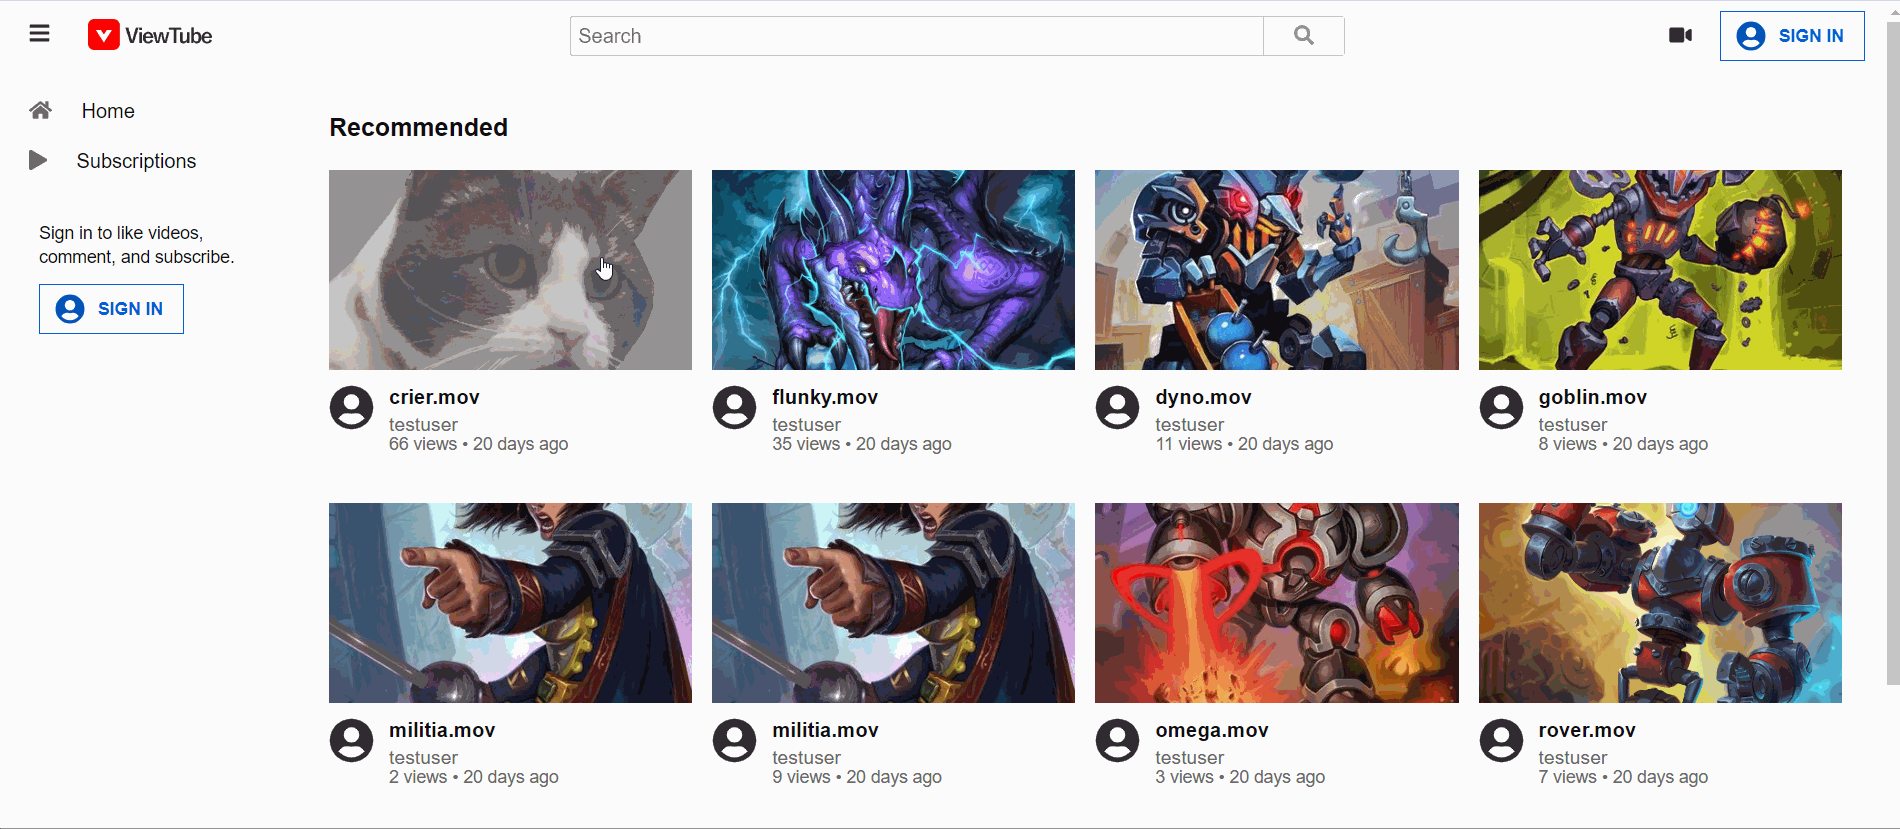 ViewTube
Search
SIGN IN
Home
Subscriptions
Sign in to like videos,
comment, and subscribe.
SIGN IN
Recommended
crier.mov
testuser
66 views • 20 days ago
flunky.mov
testuser
35 views • 20 days ago
dyno.mov
testuser
11 views • 20 days ago
goblin.mov
testuser
8 views • 20 days ago
militia.mov
testuser
2 views • 20 days ago
militia.mov
testuser
9 views • 20 days ago
omega.mov
testuser
3 views • 20 days ago
rover.mov
testuser
7 views • 20 days ago